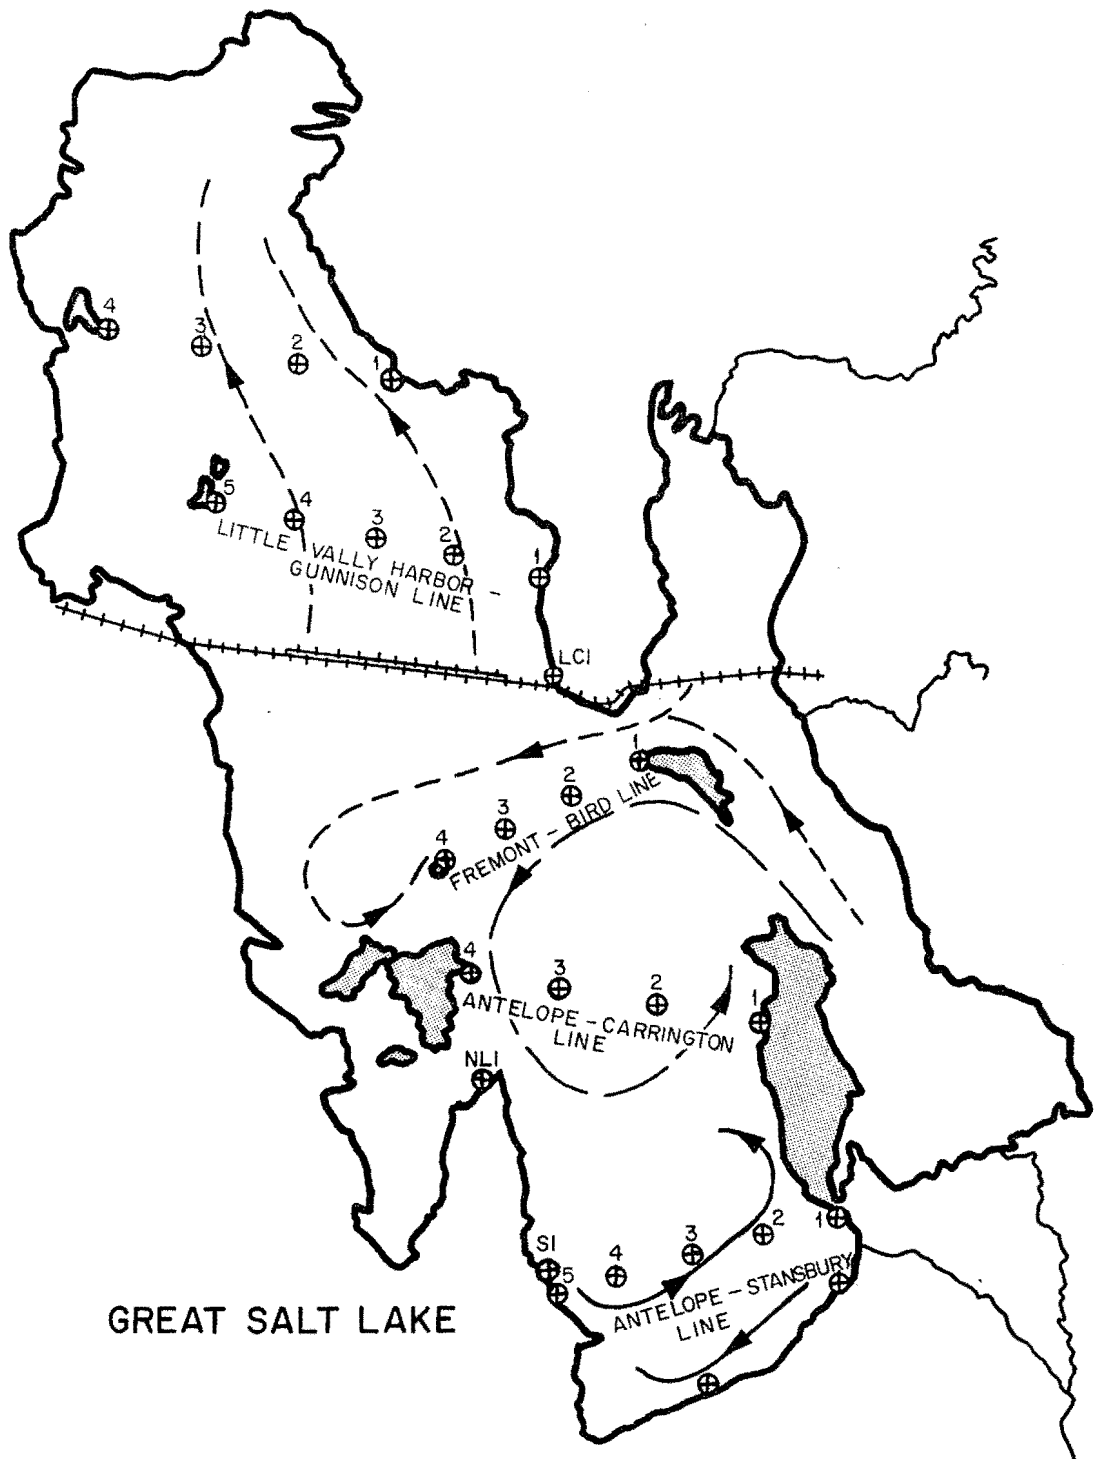 4
3
2
1
5
4
3
2
1
LITTLE VALLY HARBOR -
GUNNISON LINE
LCI
1
2
3
4
FREMONT - BIRD LINE
4
3
2
1
ANTELOPE - CARRINGTON
LINE
NLI
SI
5
4
3
2
1
ANTELOPE - STANSBURY
LINE
GREAT SALT LAKE